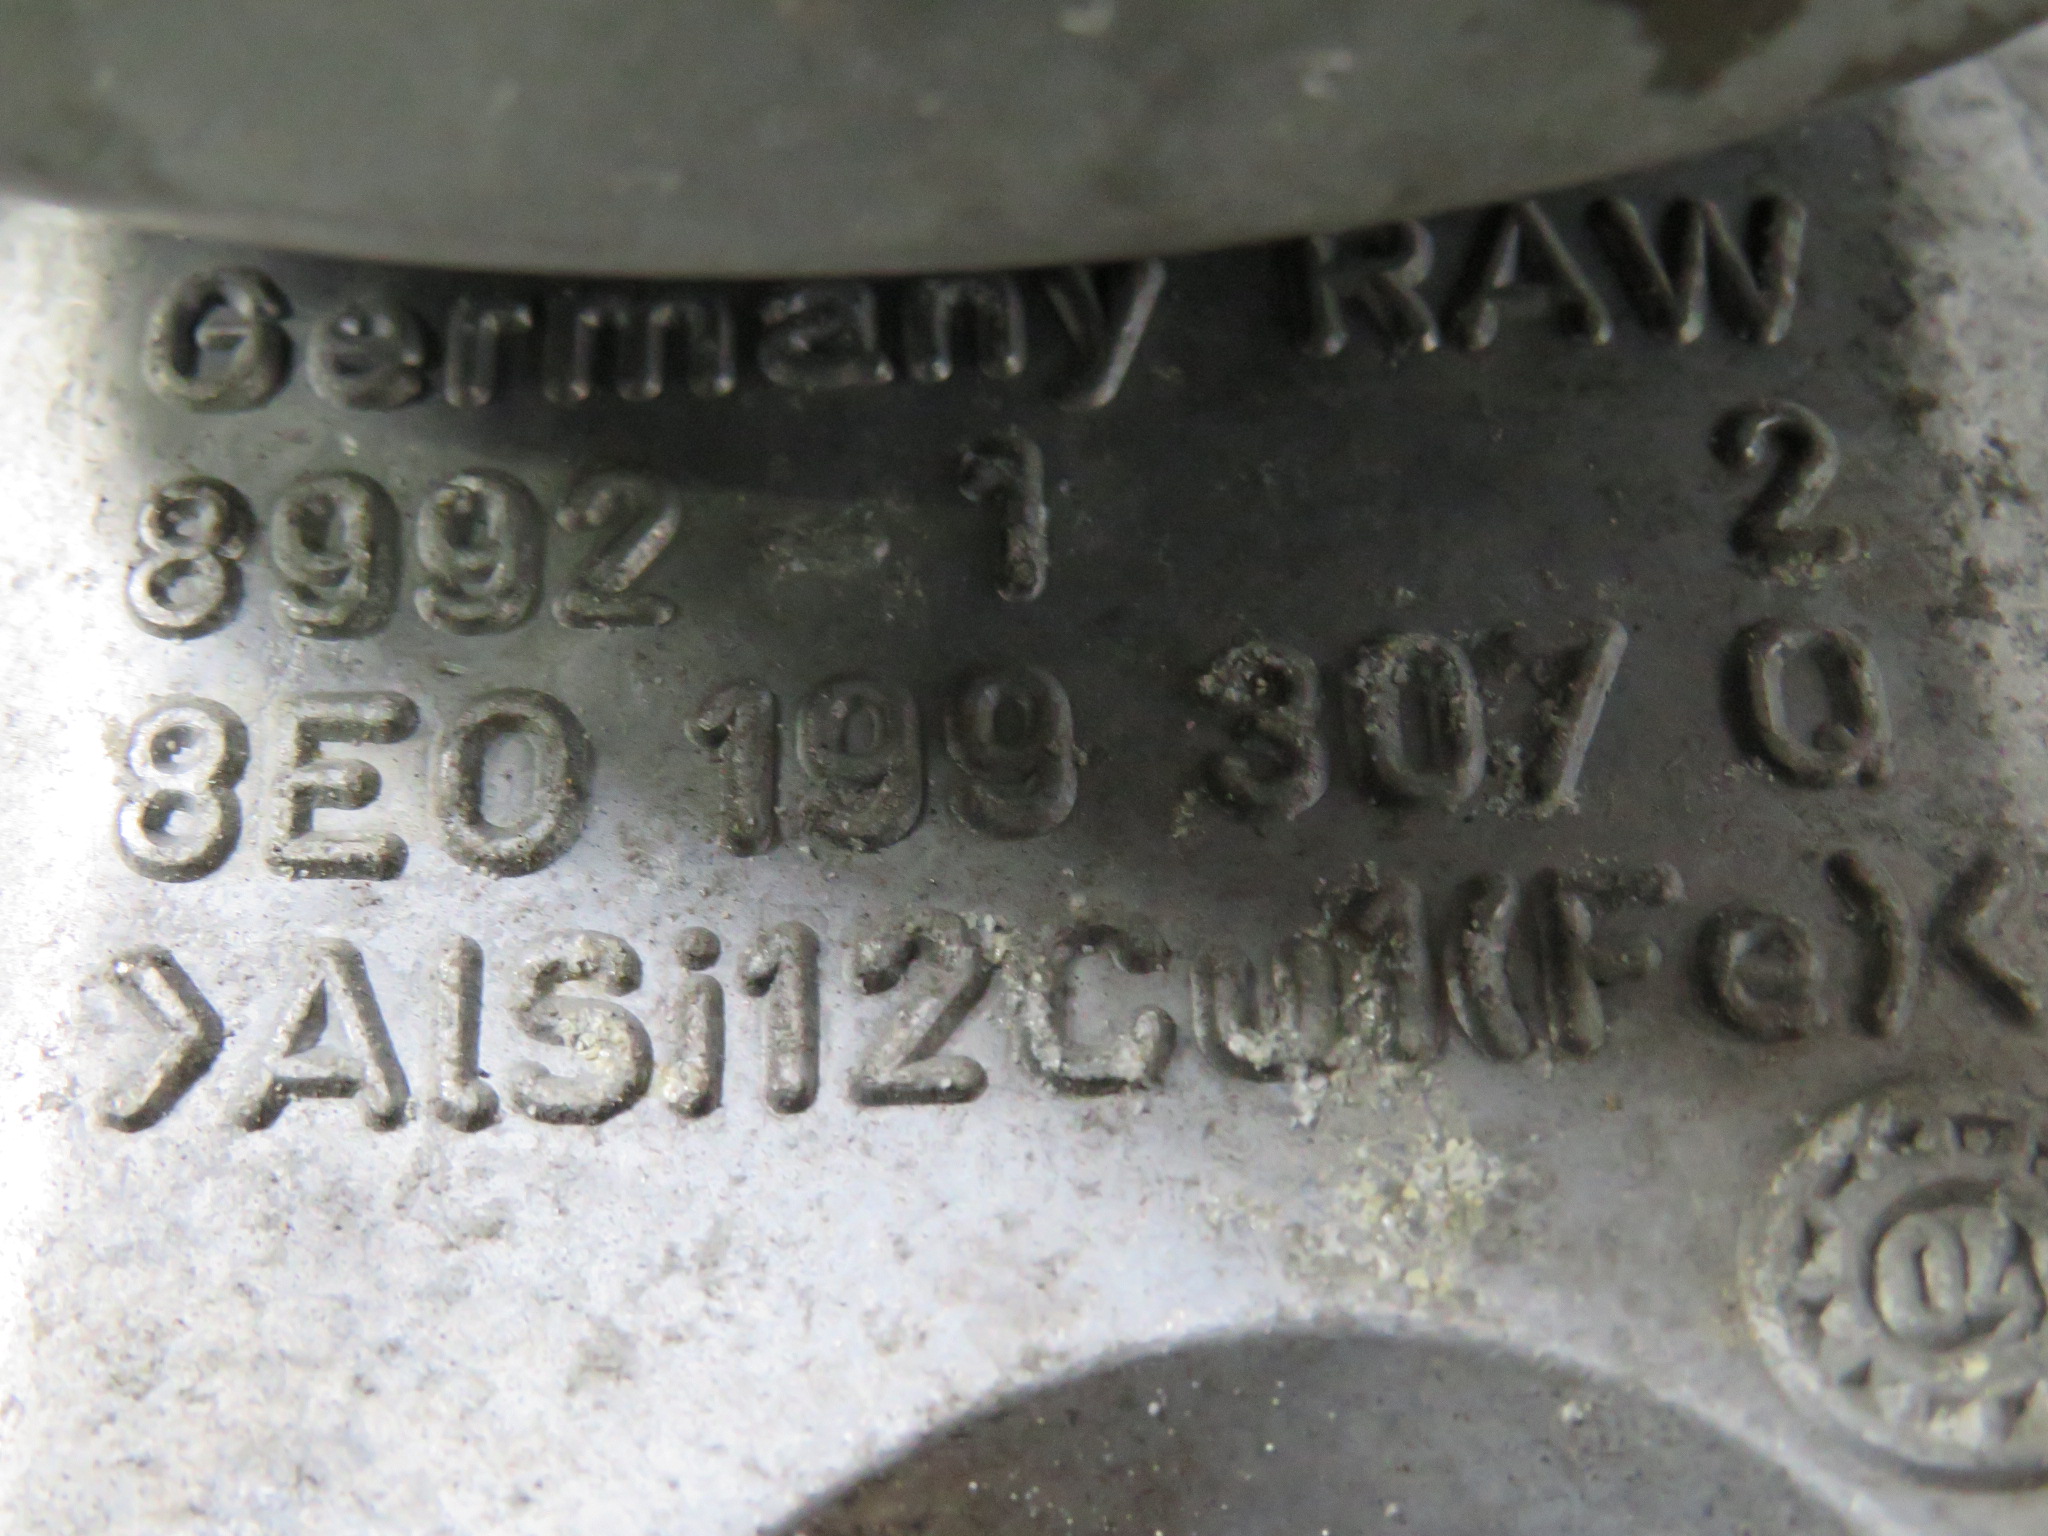 Germany RAW
8992 - 1 2
8E0 199 307 Q
>AlSi12Cu1(Fe)<